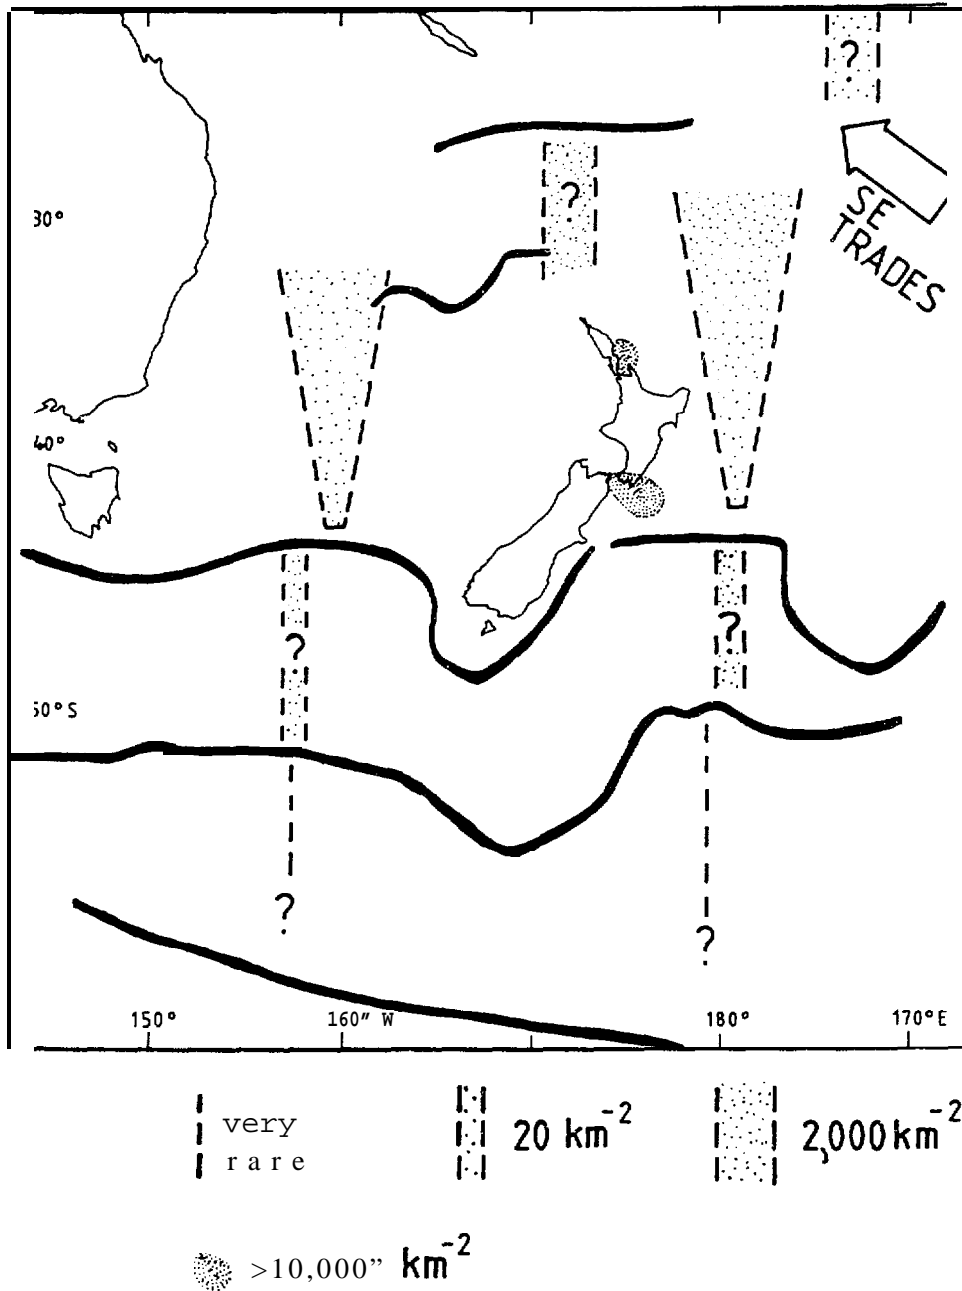 ?
?
30°
SE
TRADES
40°
?
?
50° S
?
?
150°
160" W
180°
170°E
very
rare
20 km⁻²
2,000 km⁻²
>10,000” km⁻²